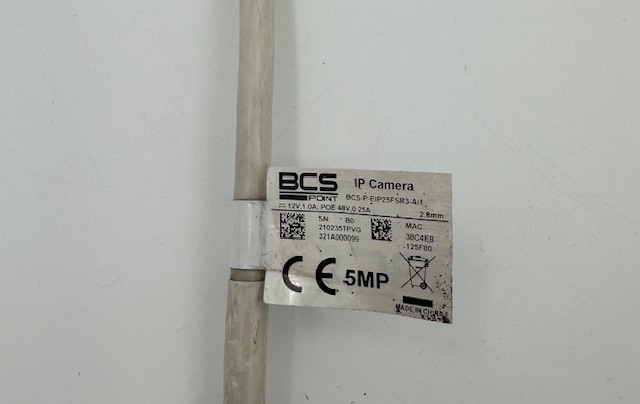 BCS
POINT
IP Camera
BCS-P-EIP25FSR3-Ai1
12V,1.0A, POE 48V,0.25A 2.8mm
SN: B0
210235TPVG
321A000099
MAC:
38C4E8
-125F80
CE 5MP
MADE IN CHINA